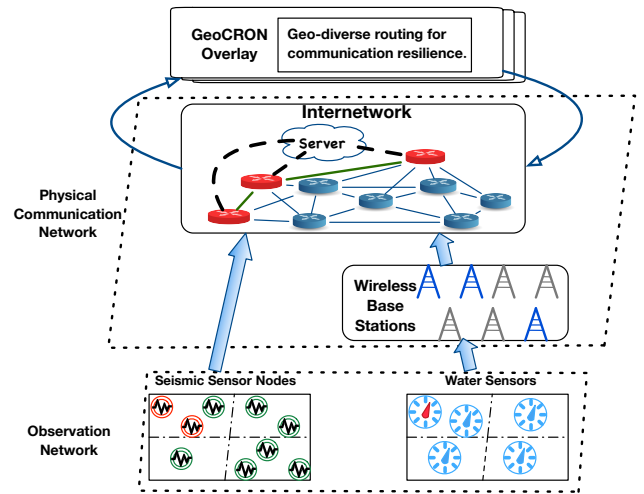 GeoCRON
Overlay
Geo-diverse routing for
communication resilience.
Internetwork
Server
Physical
Communication
Network
Wireless
Base
Stations
Seismic Sensor Nodes
Water Sensors
Observation
Network